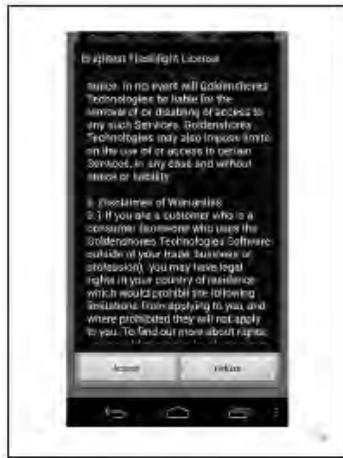 Brightest Flashlight License
notice. In no event will Goldenshores
Technologies be liable for the
removal of or disabling of access to
any such Services. Goldenshores
Technologies may also impose limits
on the use of or access to certain
Services, in any case and without
notice or liability.
Disclaimer of Warranties
If you are a customer who is a
consumer (someone who uses the
Goldenshores Technologies Software
outside of your trade, business or
profession), you may have legal
rights in your country of residence
which would prohibit the following
limitations from applying to you, and
where prohibited they will not apply
to you. To find out more about rights,
Accept
Refuse